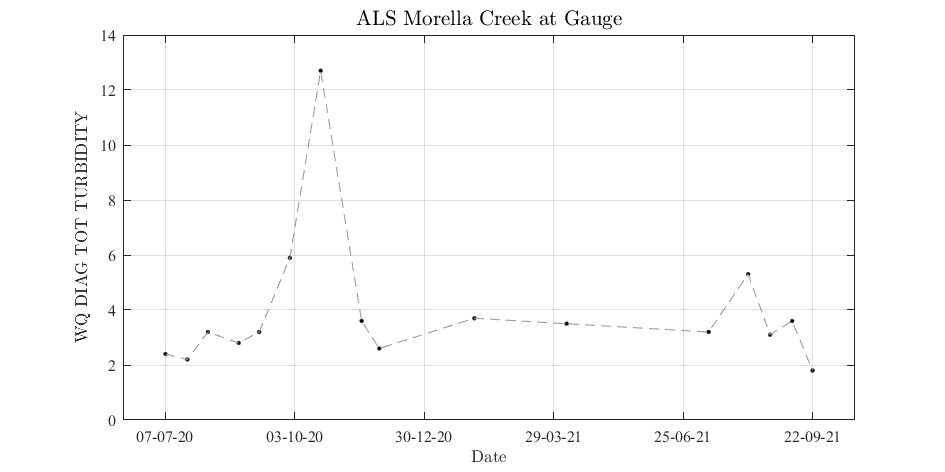 ALS Morella Creek at Gauge
WQ DIAG TOT TURBIDITY
14
12
10
8
6
4
2
0
07-07-20 03-10-20 30-12-20 29-03-21 25-06-21 22-09-21
Date